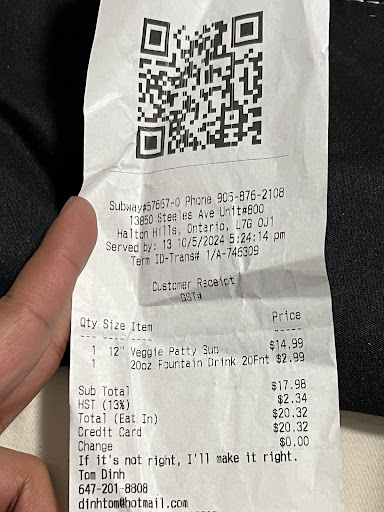 Subway#57667-0 Phone 905-876-2108
13850 Steeles Ave Unit#800
Halton Hills, Ontario, L7G 0J1
Served by: 13 10/5/2024 5:24:14 pm
Term ID-Trans# 1/A-746309
Customer Receipt
GST#
Qty Size Item Price
1 12" Veggie Patty Sub $14.99
1 20oz Fountain Drink 20Fnt $2.99
Sub Total $17.98
HST (13%) $2.34
Total (Eat In) $20.32
Credit Card $20.32
Change $0.00
If it's not right, I'll make it right.
Tom Dinh
647-201-8808
dinhtom@hotmail.com